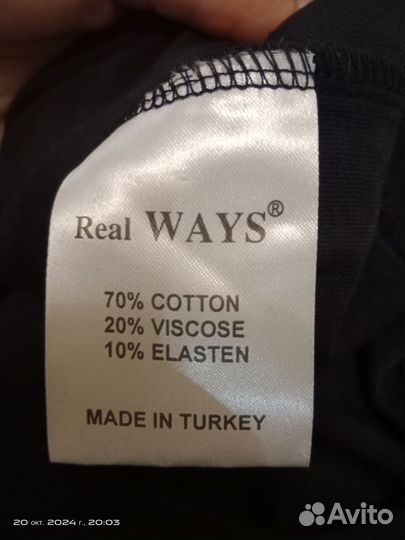 Real WAYS®
70% COTTON
20% VISCOSE
10% ELASTEN
MADE IN TURKEY
20 окт. 2024 г., 20:03
Avito